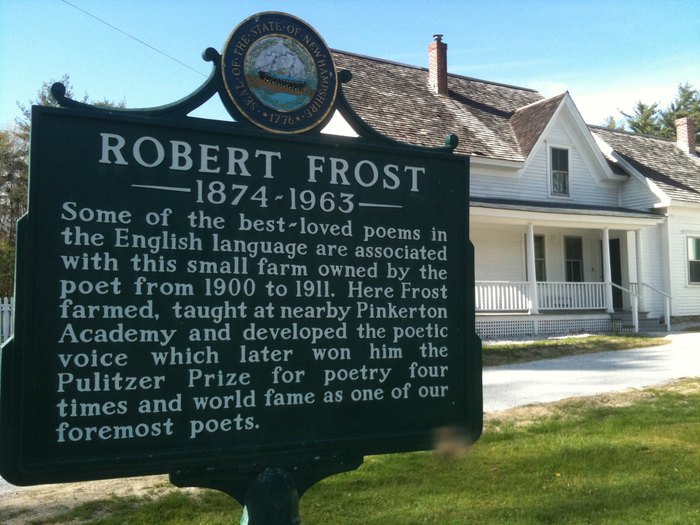 SEAL OF THE STATE OF NEW HAMPSHIRE
1776
ROBERT FROST
1874-1963
Some of the best-loved poems in
the English language are associated
with this small farm owned by the
poet from 1900 to 1911. Here Frost
farmed, taught at nearby Pinkerton
Academy and developed the poetic
voice which later won him the
Pulitzer Prize for poetry four
times and world fame as one of our
foremost poets.